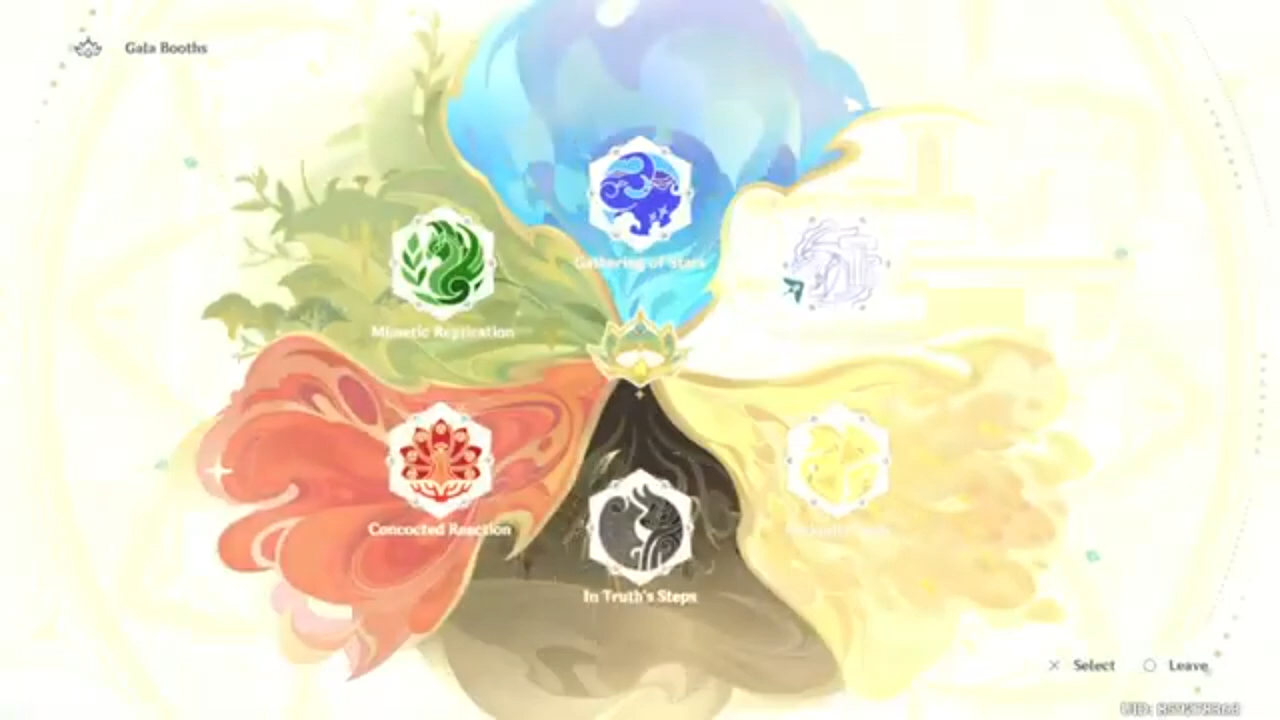 Gala Booths
Gathering of Stars
Mimetic Replication
Concocted Reaction
In Truth's Steps
Select
Leave